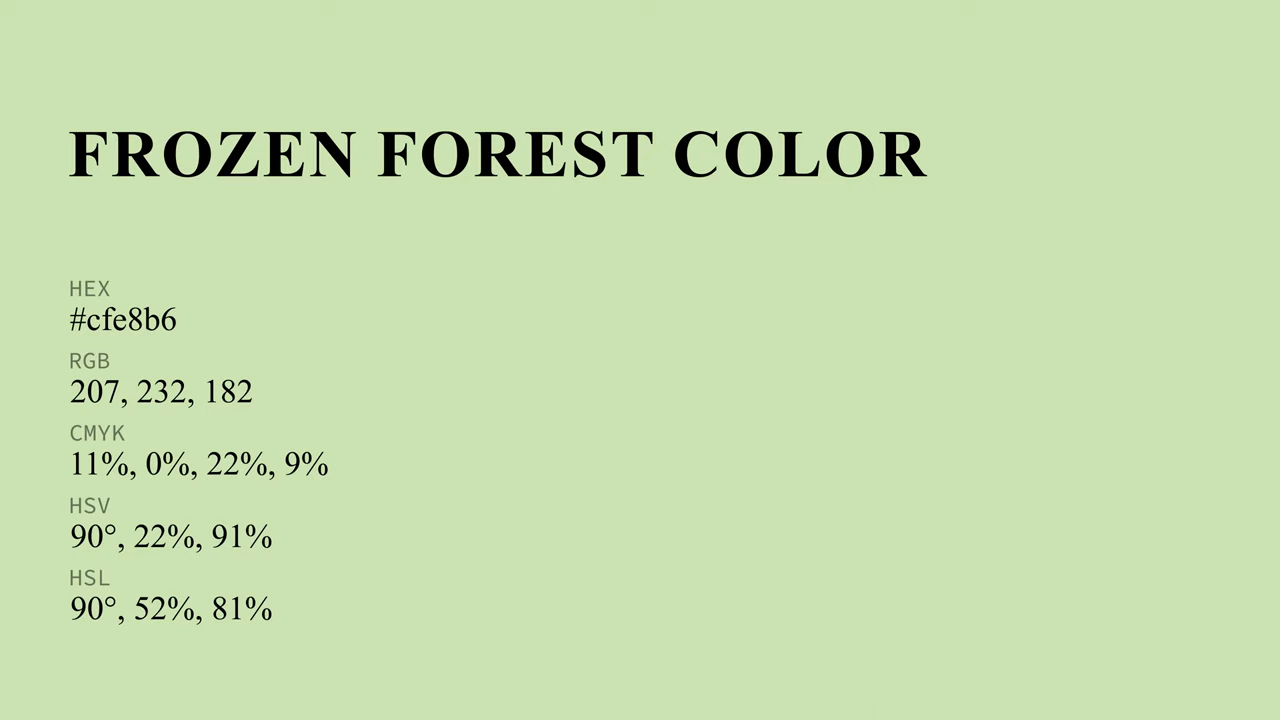 FROZEN FOREST COLOR
HEX
#cfe8b6
RGB
207, 232, 182
CMYK
11%, 0%, 22%, 9%
HSV
90°, 22%, 91%
HSL
90°, 52%, 81%